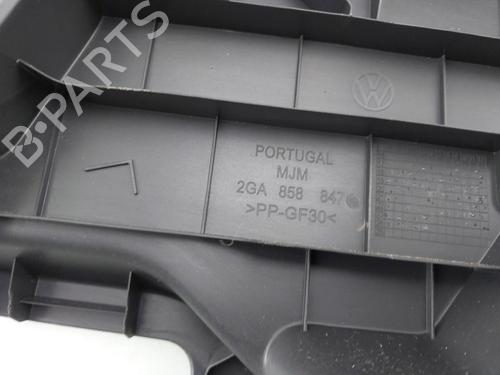 B-PARTS
PORTUGAL
MJM
2GA 858 847
>PP-GF30<